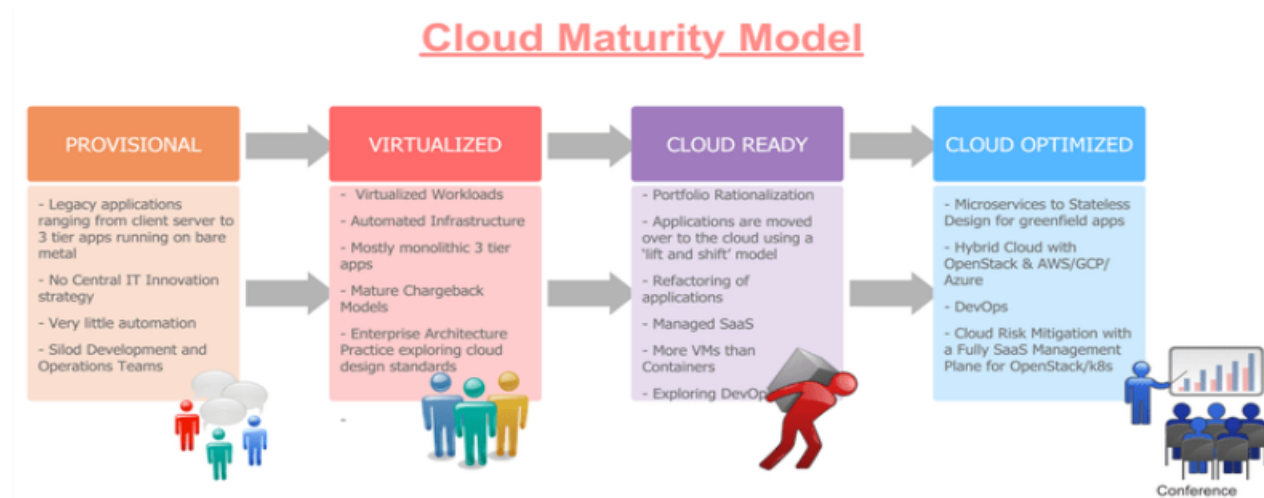 Cloud Maturity Model
PROVISIONAL
- Legacy applications
ranging from client server to
3 tier apps running on bare
metal
- No Central IT Innovation
strategy
- Very little automation
- Silod Development and
Operations Teams
VIRTUALIZED
- Virtualized Workloads
- Automated Infrastructure
- Mostly monolithic 3 tier
apps
- Mature Chargeback
Models
- Enterprise Architecture
Practice exploring cloud
design standards
-
CLOUD READY
- Portfolio Rationalization
- Applications are moved
over to the cloud using a
'lift and shift' model
- Refactoring of
applications
- Managed SaaS
- More VMs than
Containers
- Exploring DevOp
CLOUD OPTIMIZED
- Microservices to Stateless
Design for greenfield apps
- Hybrid Cloud with
OpenStack & AWS/GCP/
Azure
- DevOps
- Cloud Risk Mitigation with
a Fully SaaS Management
Plane for OpenStack/k8s
Conference